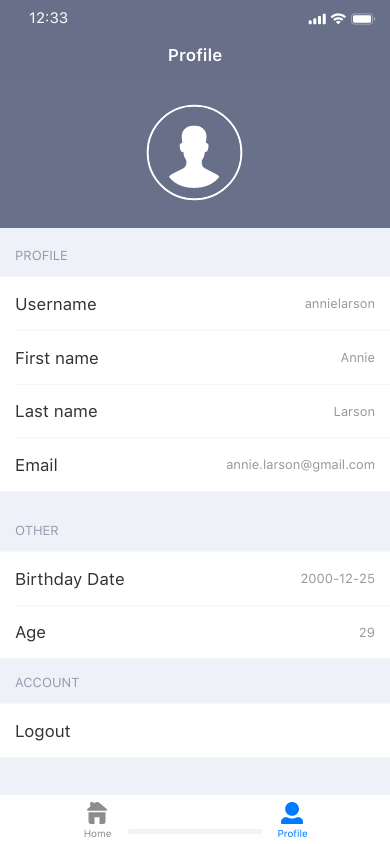 12:33
Profile
PROFILE
Username annielarson
First name Annie
Last name Larson
Email annie.larson@gmail.com
OTHER
Birthday Date 2000-12-25
Age 29
ACCOUNT
Logout
Home Profile